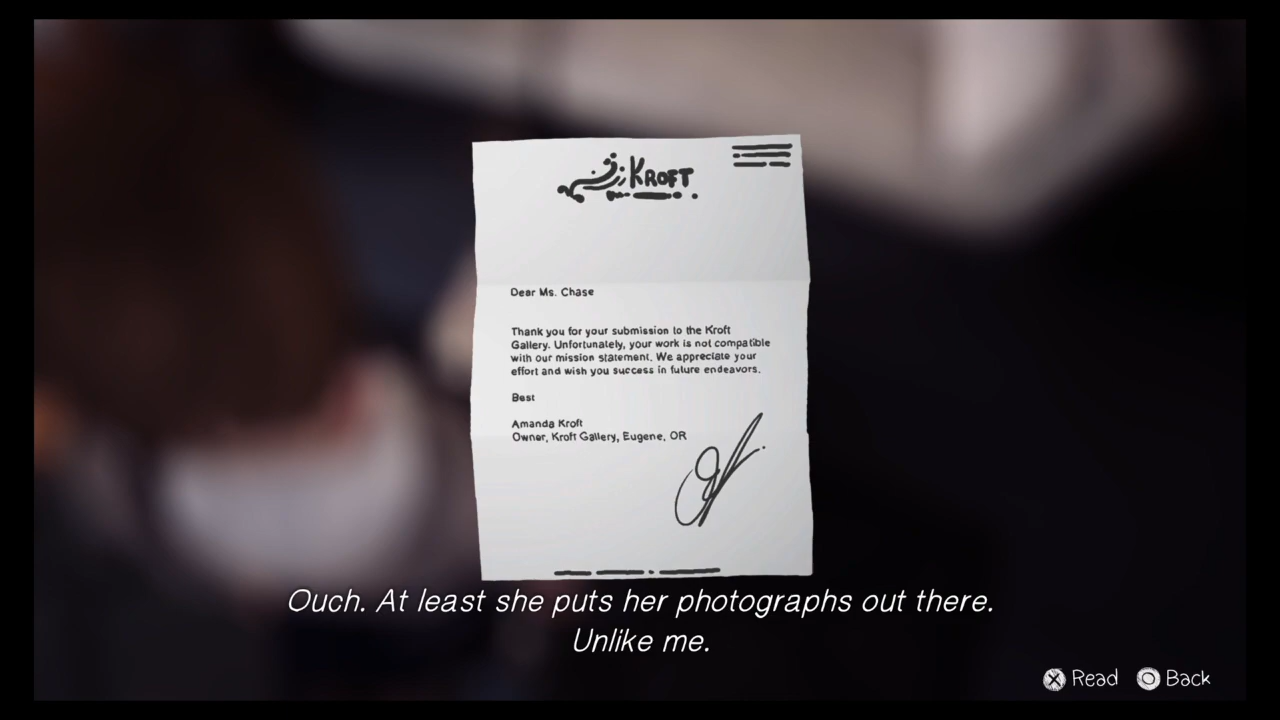 KROFT
Dear Ms. Chase
Thank you for your submission to the Kroft
Gallery. Unfortunately, your work is not compatible
with our mission statement. We appreciate your
effort and wish you success in future endeavors.
Best
Amanda Kroft
Owner, Kroft Gallery, Eugene, OR
Ouch. At least she puts her photographs out there.
Unlike me.
Read
Back